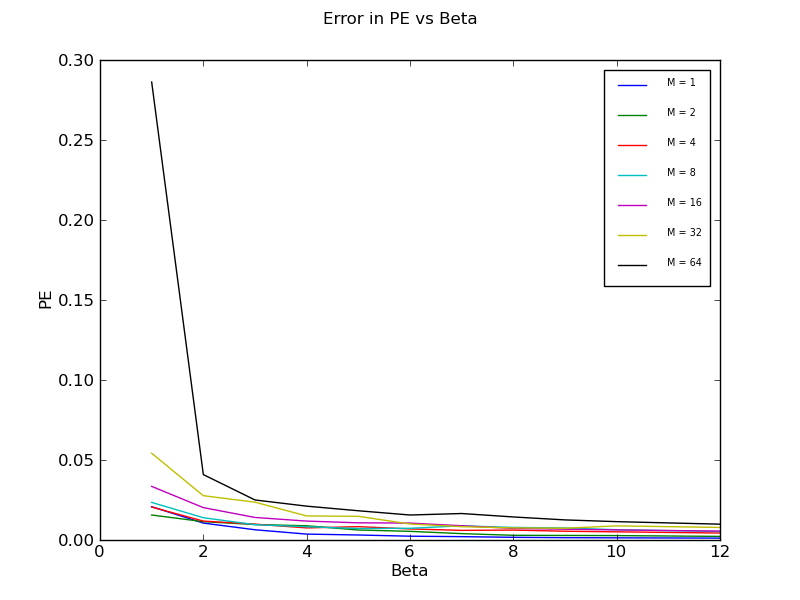 Error in PE vs Beta
0.30
0.25
0.20
0.15
0.10
0.05
0.00
PE
0 2 4 6 8 10 12
Beta
M = 1
M = 2
M = 4
M = 8
M = 16
M = 32
M = 64